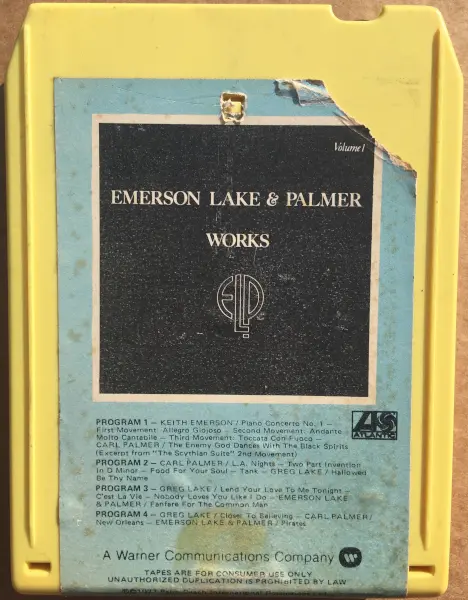 Volume 1
EMERSON LAKE & PALMER
WORKS
ELP
PROGRAM 1 — KEITH EMERSON / Piano Concerto No. 1 —
First Movement: Allegro Giojoso — Second Movement: Andante
Molto Cantabile — Third Movement: Toccata Con Fuoco —
CARL PALMER / The Enemy God Dances With The Black Spirits
(Excerpt from "The Scythian Suite" 2nd Movement)
PROGRAM 2 — CARL PALMER / L.A. Nights — Two Part Invention
In D Minor — Food For Your Soul — Tank — GREG LAKE / Hallowed
Be Thy Name
PROGRAM 3 — GREG LAKE / Lend Your Love To Me Tonight —
C'est La Vie — Nobody Loves You Like I Do — EMERSON LAKE
& PALMER / Fanfare For The Common Man
PROGRAM 4 — GREG LAKE / Closer To Believing — CARL PALMER /
New Orleans — EMERSON LAKE & PALMER / Pirates
ATLANTIC
A Warner Communications Company
TAPES ARE FOR CONSUMER USE ONLY
UNAUTHORIZED DUPLICATION IS PROHIBITED BY LAW